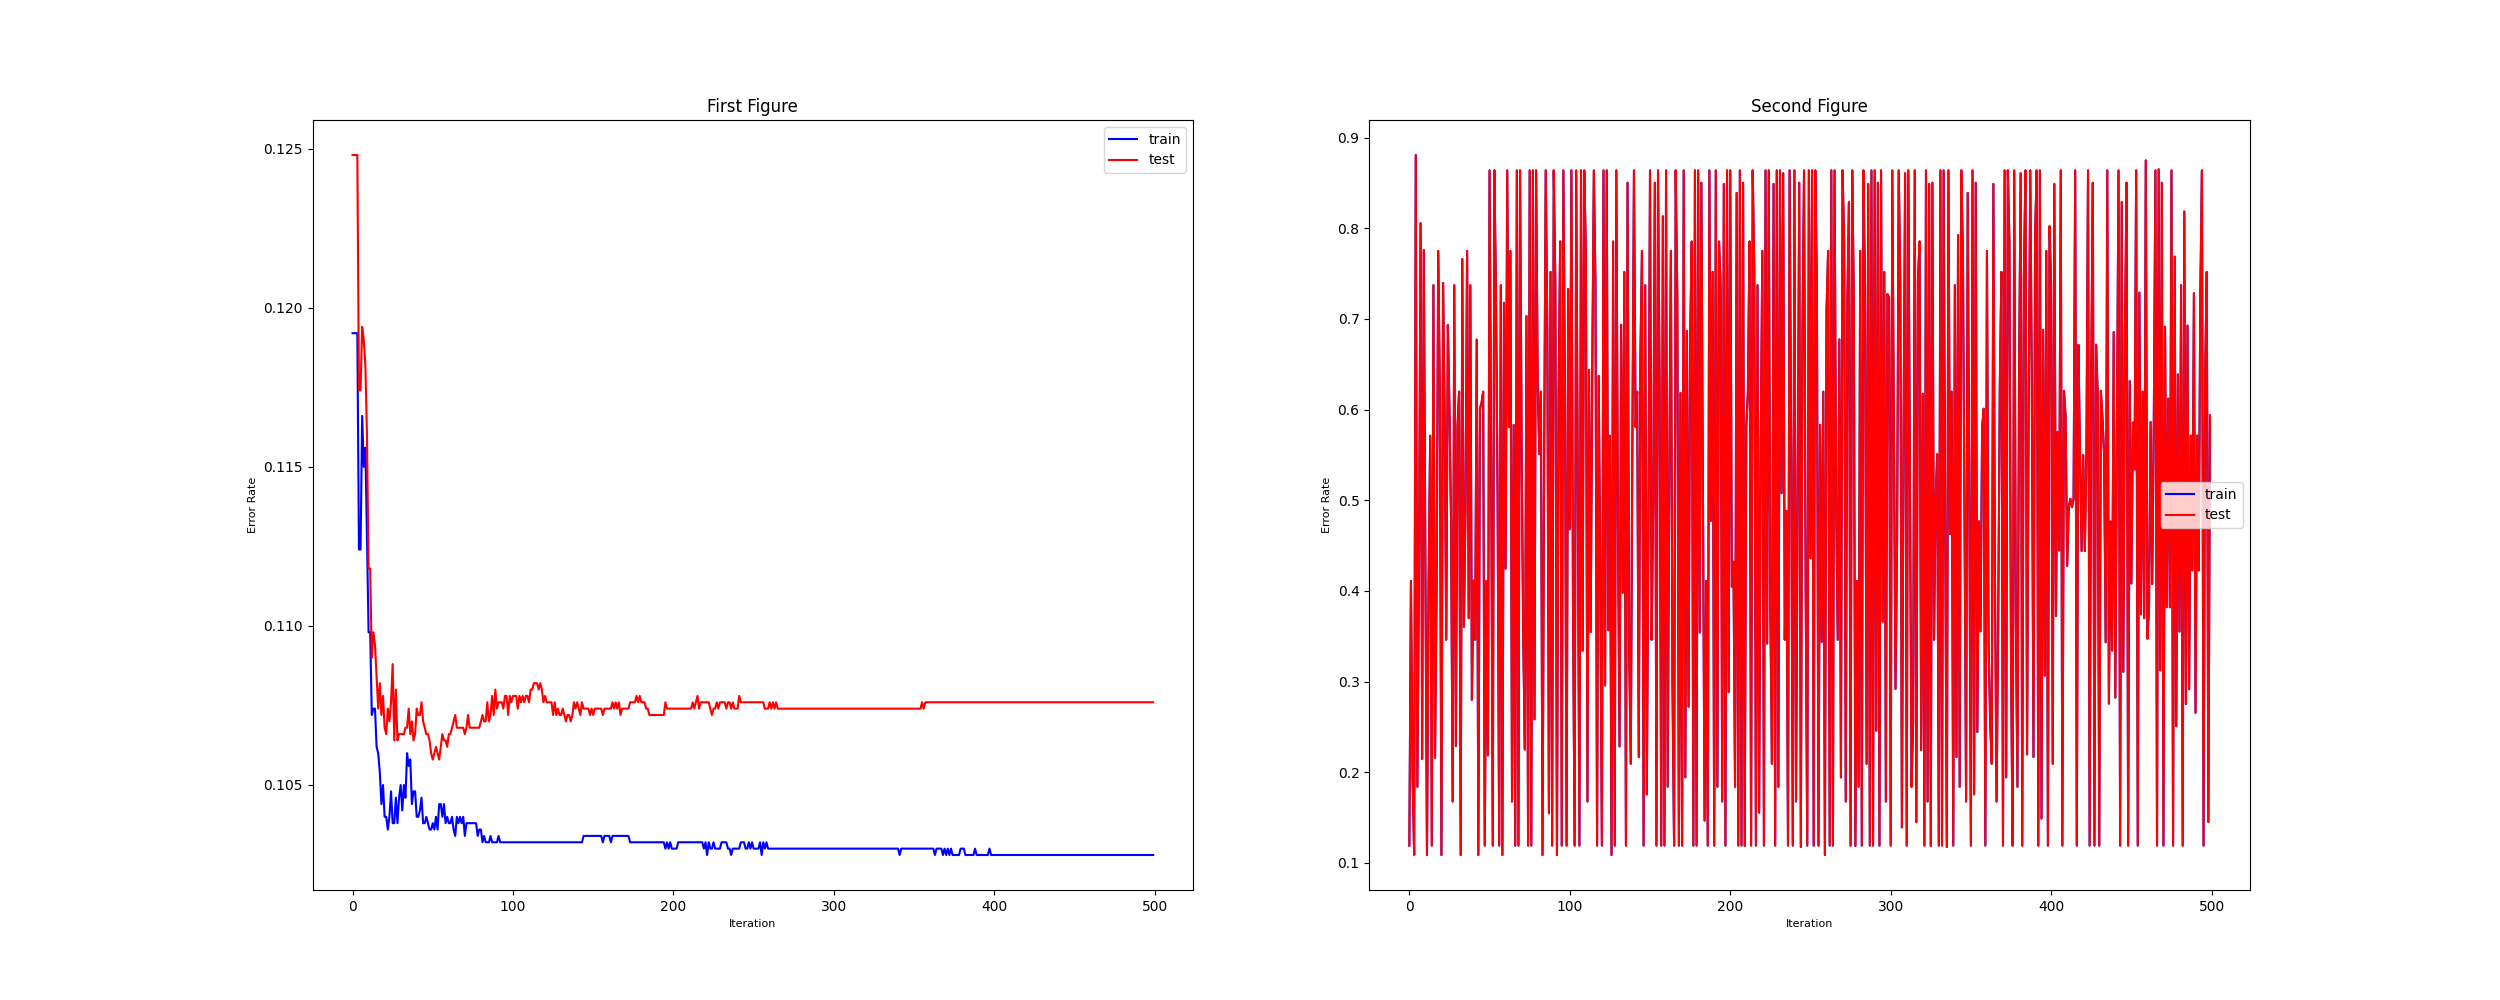 First Figure
0.125
0.120
0.115
0.110
0.105
Error Rate
train
test
0 100 200 300 400 500
Iteration
Second Figure
0.9
0.8
0.7
0.6
0.5
0.4
0.3
0.2
0.1
Error Rate
train
test
0 100 200 300 400 500
Iteration